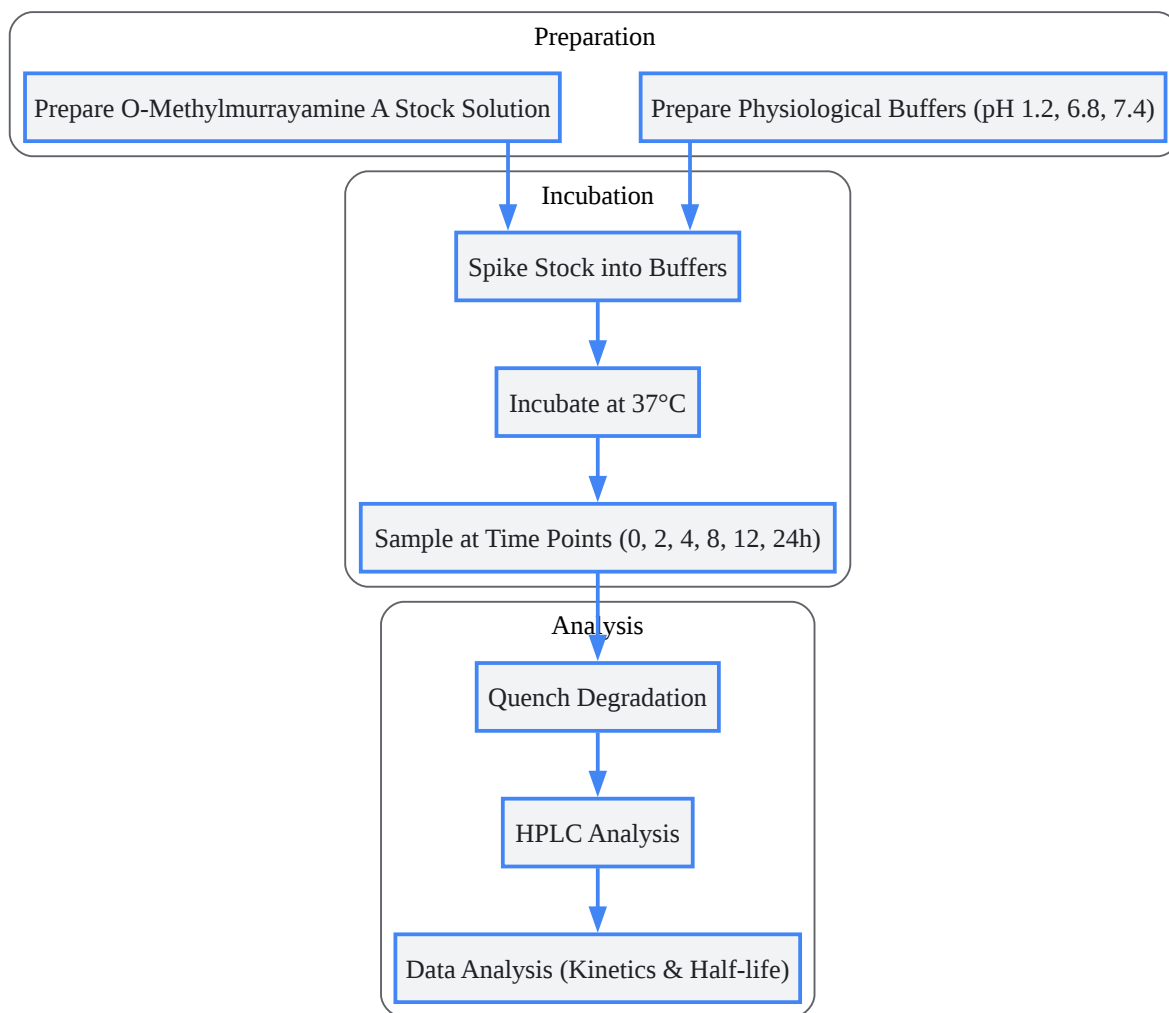 Preparation
Prepare O-Methylmurrayamine A Stock Solution
Prepare Physiological Buffers (pH 1.2, 6.8, 7.4)
Incubation
Spike Stock into Buffers
Incubate at 37°C
Sample at Time Points (0, 2, 4, 8, 12, 24h)
Analysis
Quench Degradation
HPLC Analysis
Data Analysis (Kinetics & Half-life)